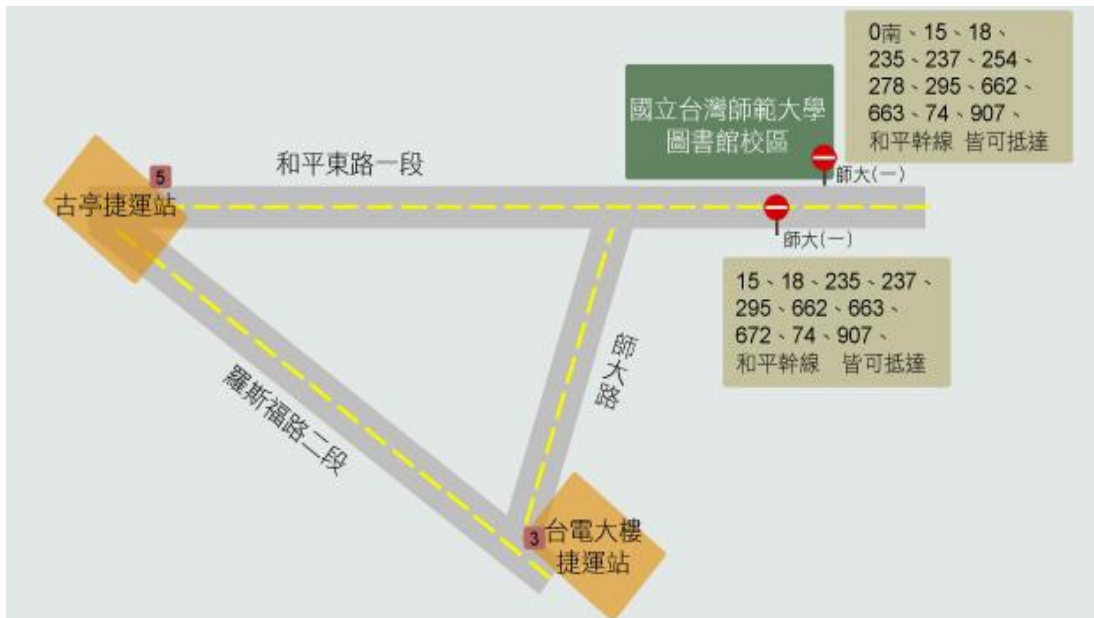 0南、15、18、
235、237、254、
278、295、662、
663、74、907、
和平幹線 皆可抵達
國立台灣師範大學
圖書館校區
師大(一)
和平東路一段
5
古亭捷運站
師大(一)
15、18、235、237、
295、662、663、
672、74、907、
和平幹線 皆可抵達
師大路
羅斯福路二段
3
台電大樓
捷運站